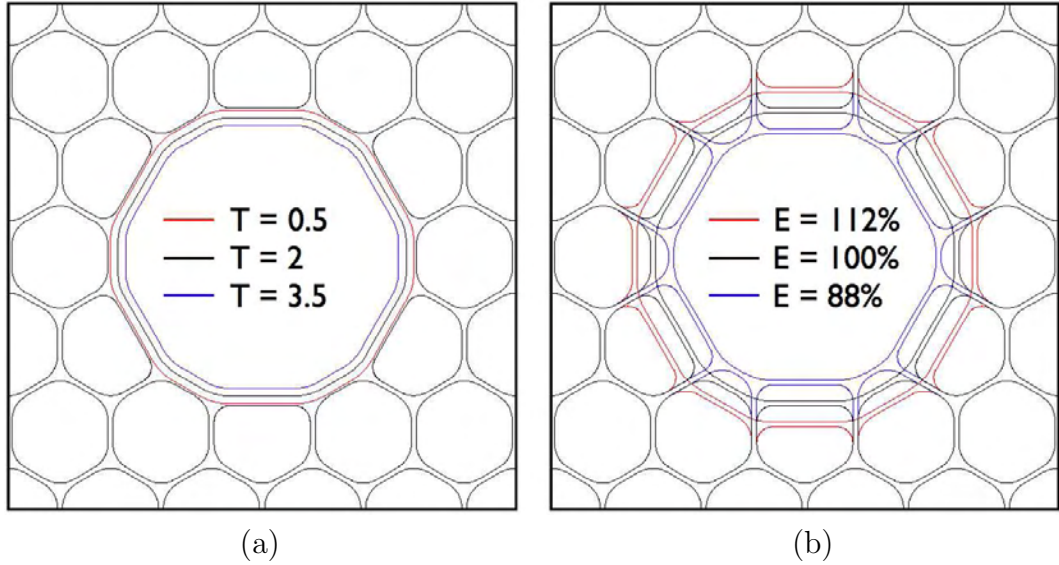 T = 0.5
T = 2
T = 3.5
E = 112%
E = 100%
E = 88%
(a)
(b)